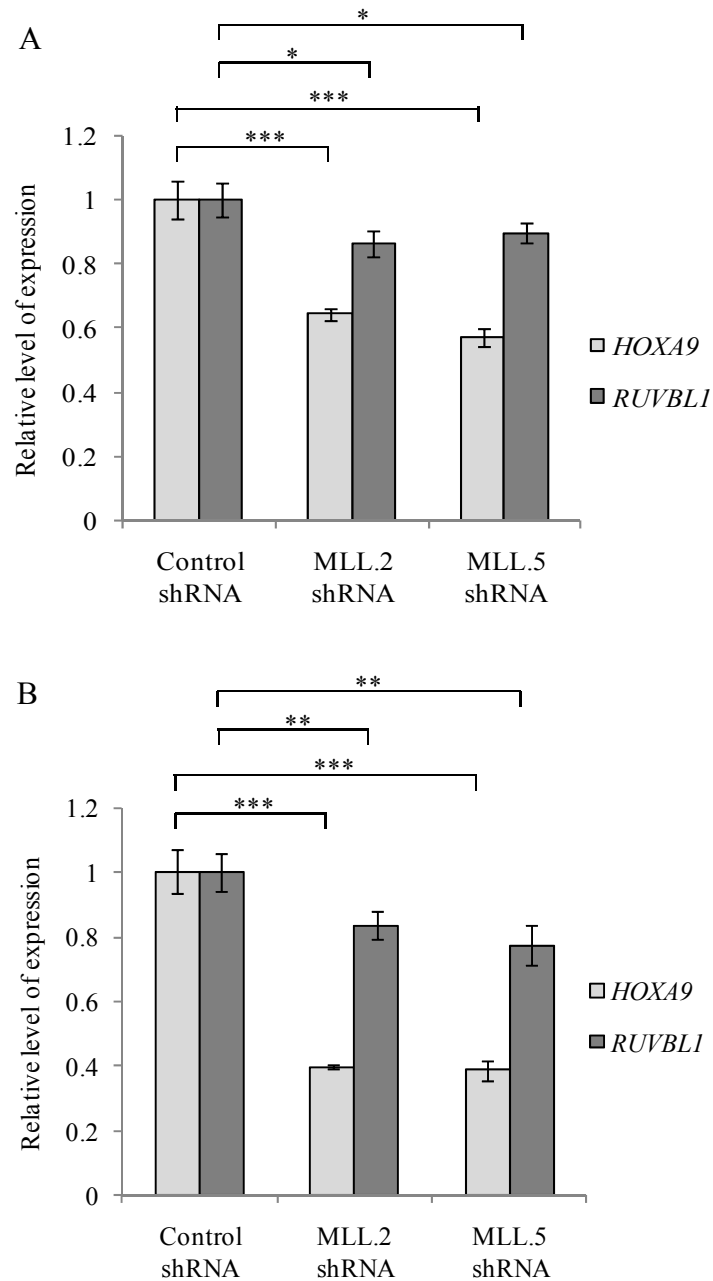 A
*
*
***
***
1.2
1
0.8
0.6
0.4
0.2
0
Relative level of expression
HOXA9
RUVBL1
Control
shRNA
MLL.2
shRNA
MLL.5
shRNA
B
**
**
***
***
1.2
1
0.8
0.6
0.4
0.2
0
Relative level of expression
HOXA9
RUVBL1
Control
shRNA
MLL.2
shRNA
MLL.5
shRNA